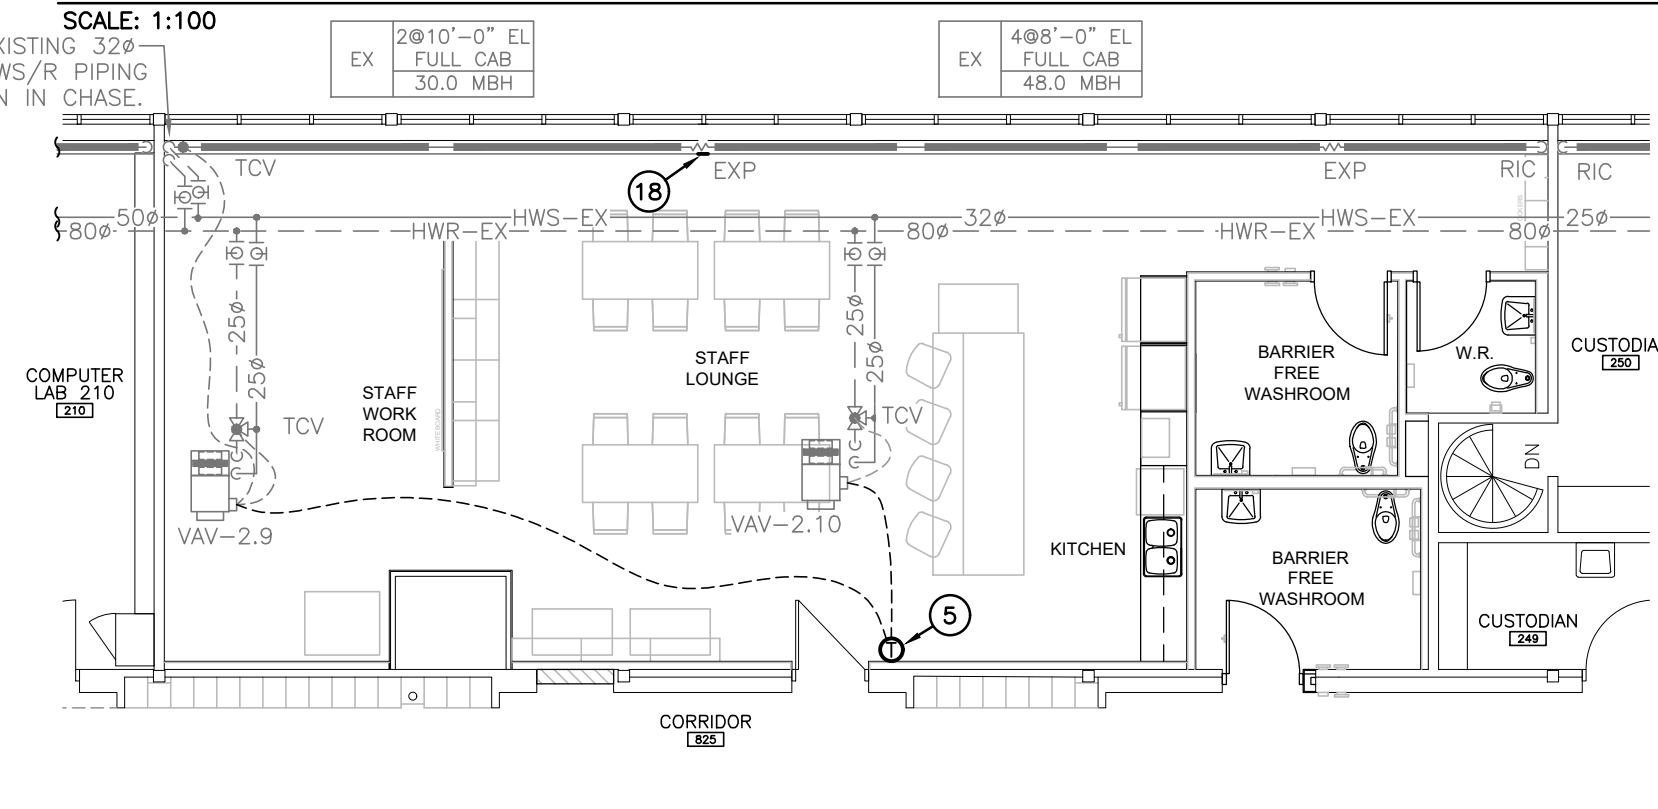 SCALE: 1:100
XISTING 32ø
WS/R PIPING
N IN CHASE.
EX
2@10'-0" EL
FULL CAB
30.0 MBH
EX
4@8'-0" EL
FULL CAB
48.0 MBH
TCV
18
EXP
EXP
RIC
RIC
50ø
HWS-EX
32ø
HWS-EX
25ø
80ø
HWR-EX
80ø
HWR-EX
80ø
25ø
25ø
25ø
25ø
COMPUTER
LAB 210
210
STAFF
WORK
ROOM
WHITEBOARD
STAFF
LOUNGE
BARRIER
FREE
WASHROOM
W.R.
CUSTODIA
250
TCV
TCV
DN
VAV-2.9
VAV-2.10
KITCHEN
BARRIER
FREE
WASHROOM
5
T
CUSTODIAN
249
CORRIDOR
825